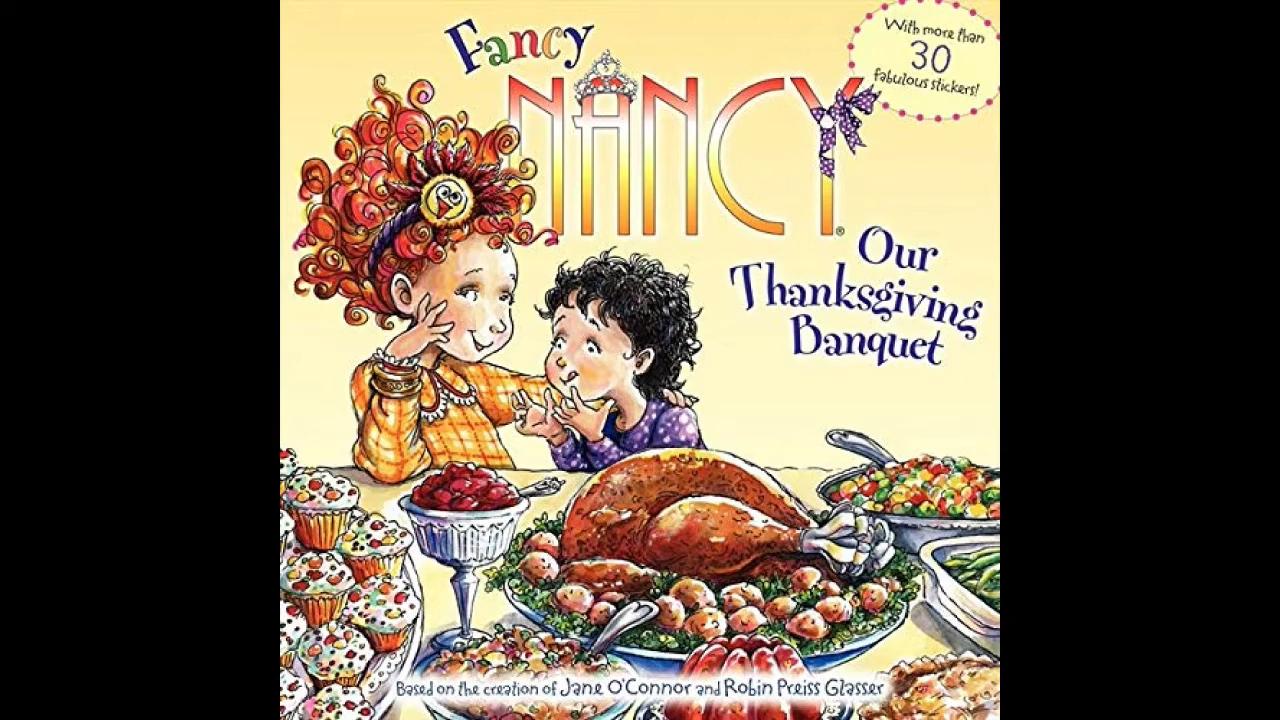 Fancy
NANCY®
With more than
30
fabulous stickers!
Our
Thanksgiving
Banquet
Based on the creation of Jane O'Connor and Robin Preiss Glasser